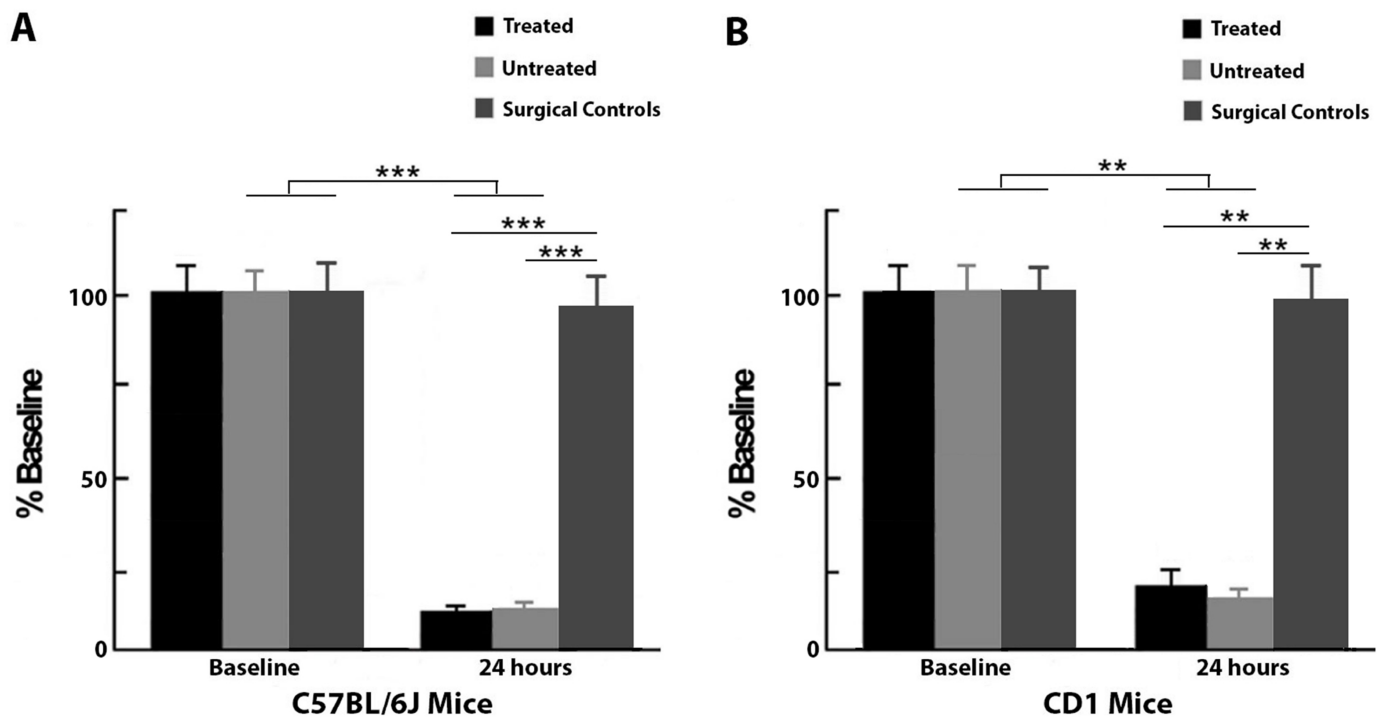 A
Treated
Untreated
Surgical Controls
***
***
***
100
50
0
% Baseline
Baseline
24 hours
C57BL/6J Mice
B
Treated
Untreated
Surgical Controls
**
**
**
100
50
0
% Baseline
Baseline
24 hours
CD1 Mice